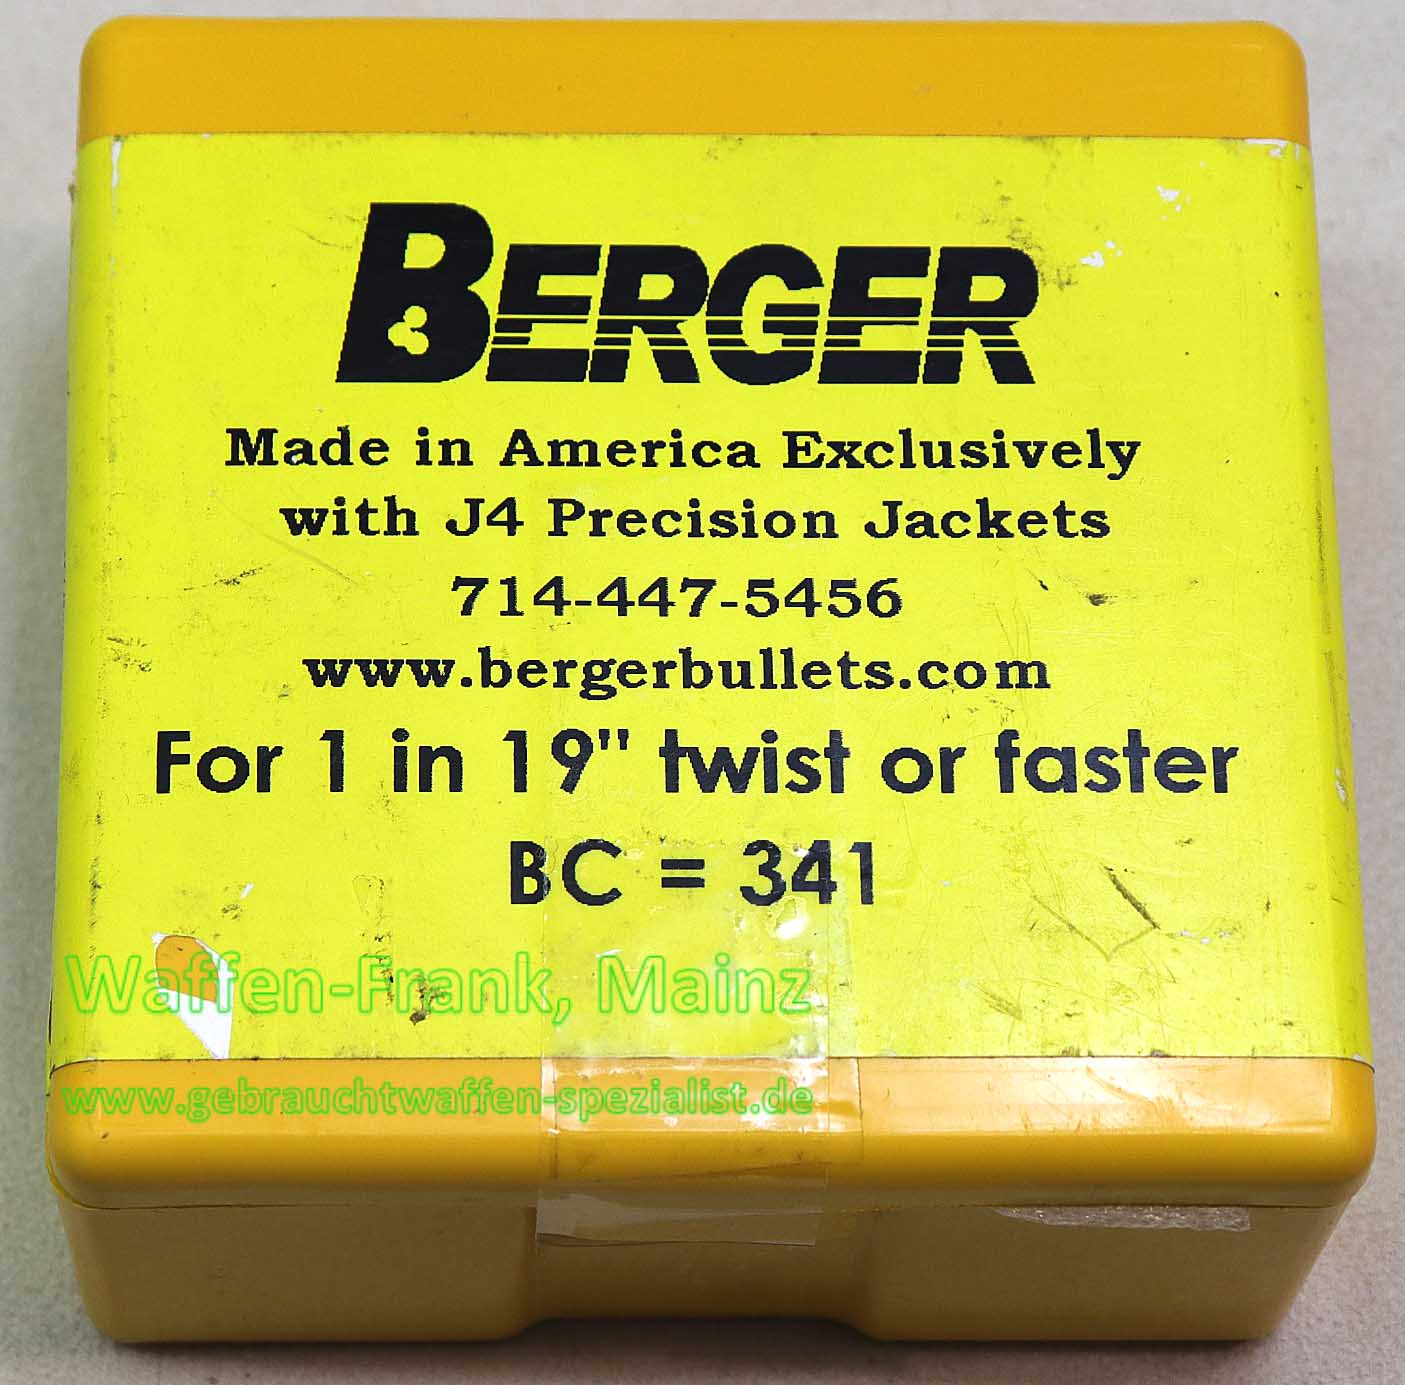 BERGER
Made in America Exclusively
with J4 Precision Jackets
714-447-5456
www.bergerbullets.com
For 1 in 19" twist or faster
BC = 341
Waffen-Frank, Mainz
www.gebrauchtwaffen-spezialist.de